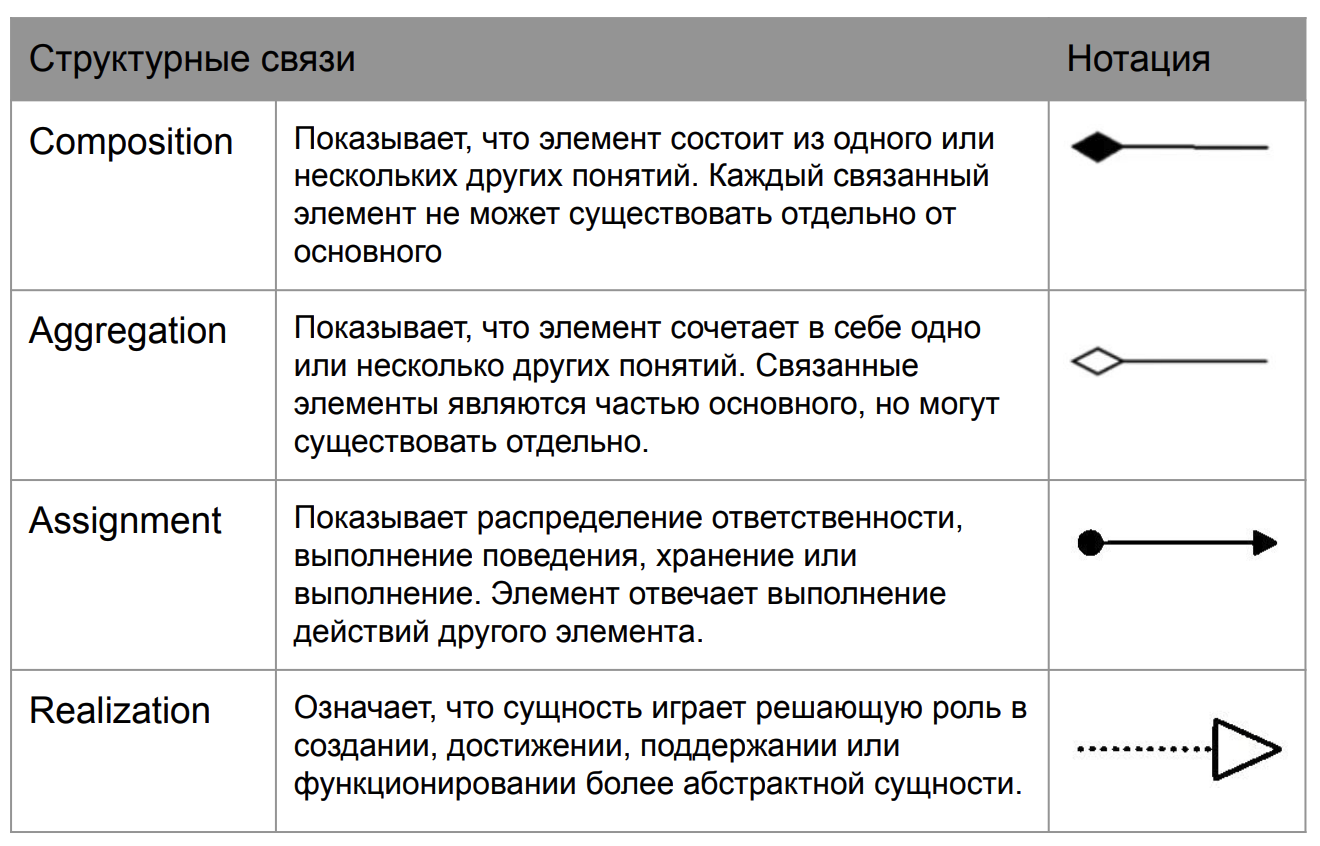 Структурные связи
Нотация
Composition
Показывает, что элемент состоит из одного или
нескольких других понятий. Каждый связанный
элемент не может существовать отдельно от
основного
Aggregation
Показывает, что элемент сочетает в себе одно
или несколько других понятий. Связанные
элементы являются частью основного, но могут
существовать отдельно.
Assignment
Показывает распределение ответственности,
выполнение поведения, хранение или
выполнение. Элемент отвечает выполнение
действий другого элемента.
Realization
Означает, что сущность играет решающую роль в
создании, достижении, поддержании или
функционировании более абстрактной сущности.